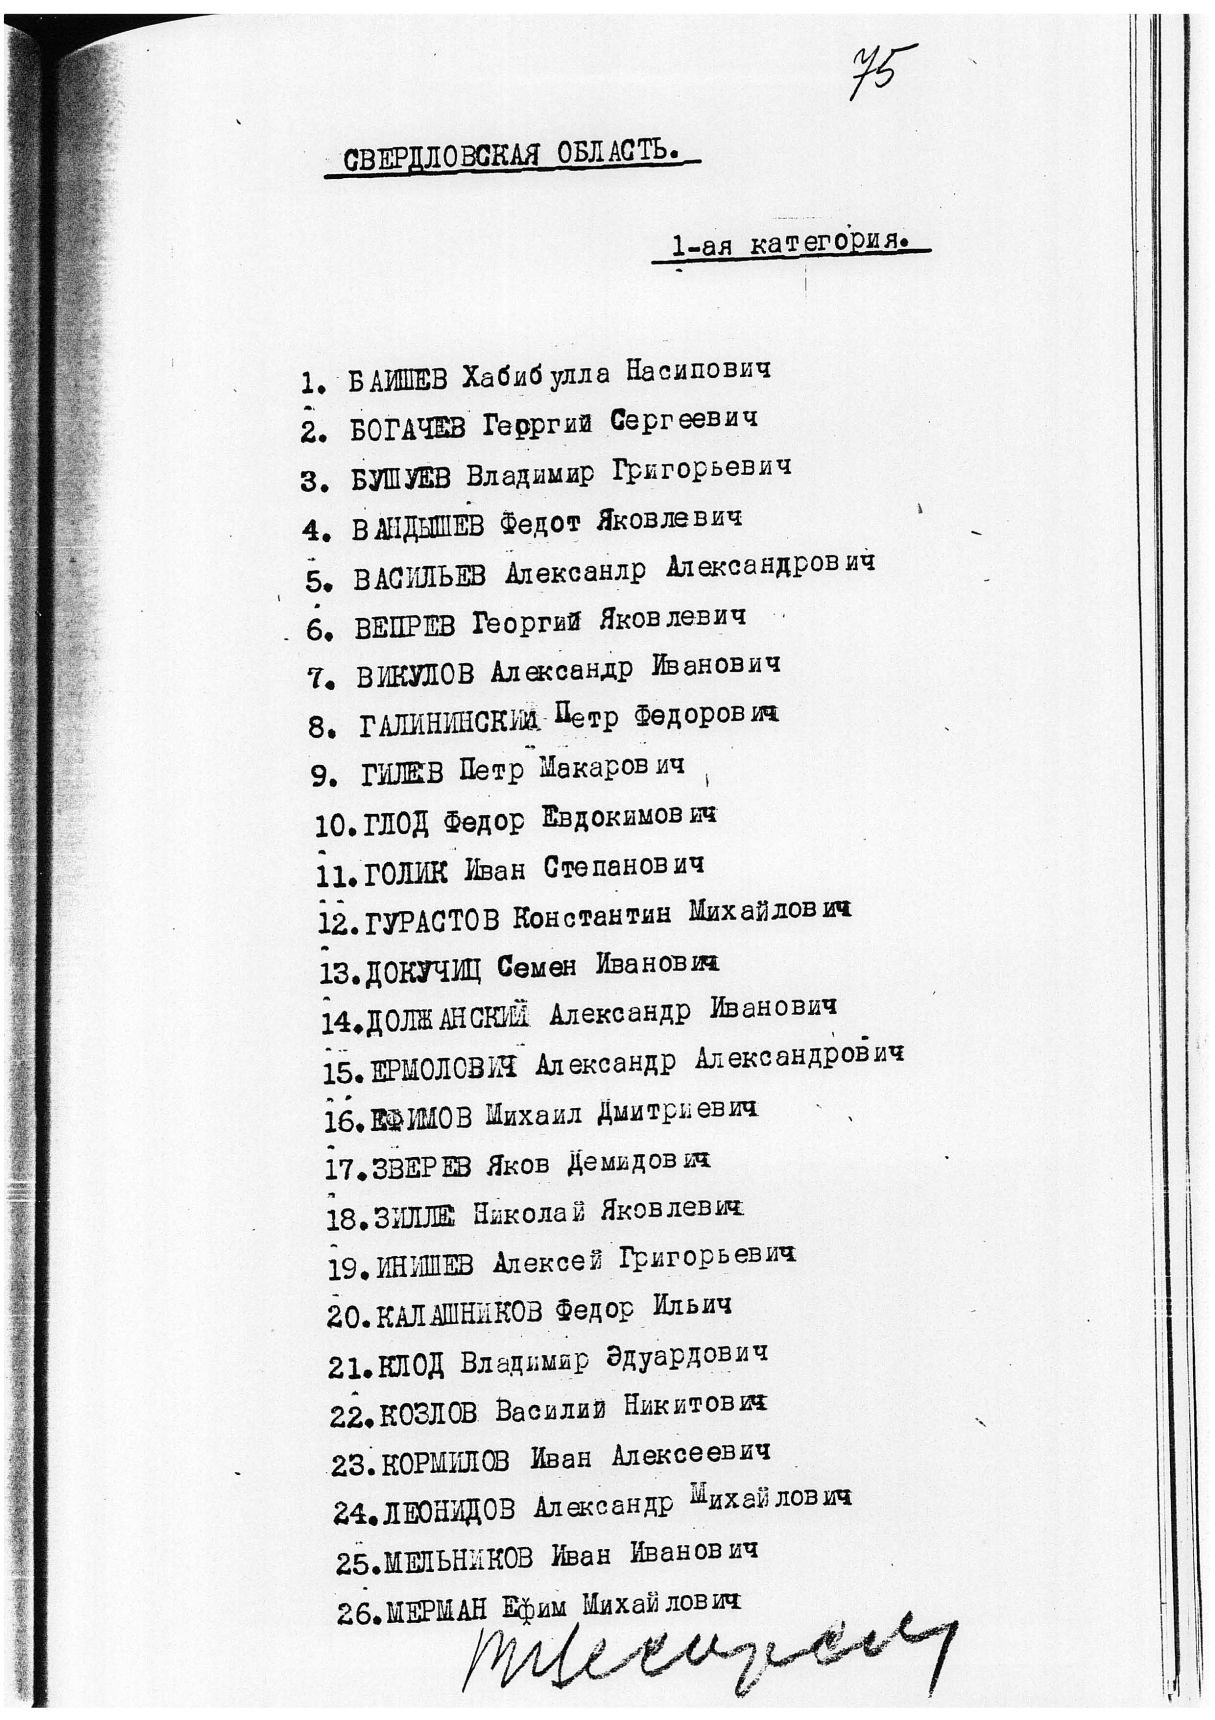 75
СВЕРДЛОВСКАЯ ОБЛАСТЬ.
1-ая категория.
1. БАИШЕВ Хабибулла Насипович
2. БОГАЧЕВ Геѳргий Сергеевич
3. БУШУЕВ Владимир Григорьевич
4. ВАНДЫШЕВ Федот Яковлевич
5. ВАСИЛЬЕВ Алексанлр Александрович
6. ВЕПРЕВ Георгий Яковлевич
7. ВИКУЛОВ Александр Иванович
8. ГАЛИНИНСКИЙ Петр Федорович
9. ГИЛЕВ Петр Макарович
10. ГЛОД Федор Евдокимович
11. ГОЛИК Иван Степанович
12. ГУРАСТОВ Константин Михайлович
13. ДОКУЧИЦ Семен Иванович
14. ДОЛЖАНСКИЙ Александр Иванович
15. ЕРМОЛОВИЧ Александр Александрович
16. ЕФИМОВ Михаил Дмитриевич
17. ЗВЕРЕВ Яков Демидович
18. ЗИЛЛЕ Николай Яковлевич
19. ИНИШЕВ Алексей Григорьевич
20. КАЛАШНИКОВ Федор Ильич
21. КЛОД Владимир Эдуардович
22. КОЗЛОВ Василий Никитович
23. КОРМИЛОВ Иван Алексеевич
24. ЛЕОНИДОВ Александр Михайлович
25. МЕЛЬНИКОВ Иван Иванович
26. МЕРМАН Ефим Михайлович